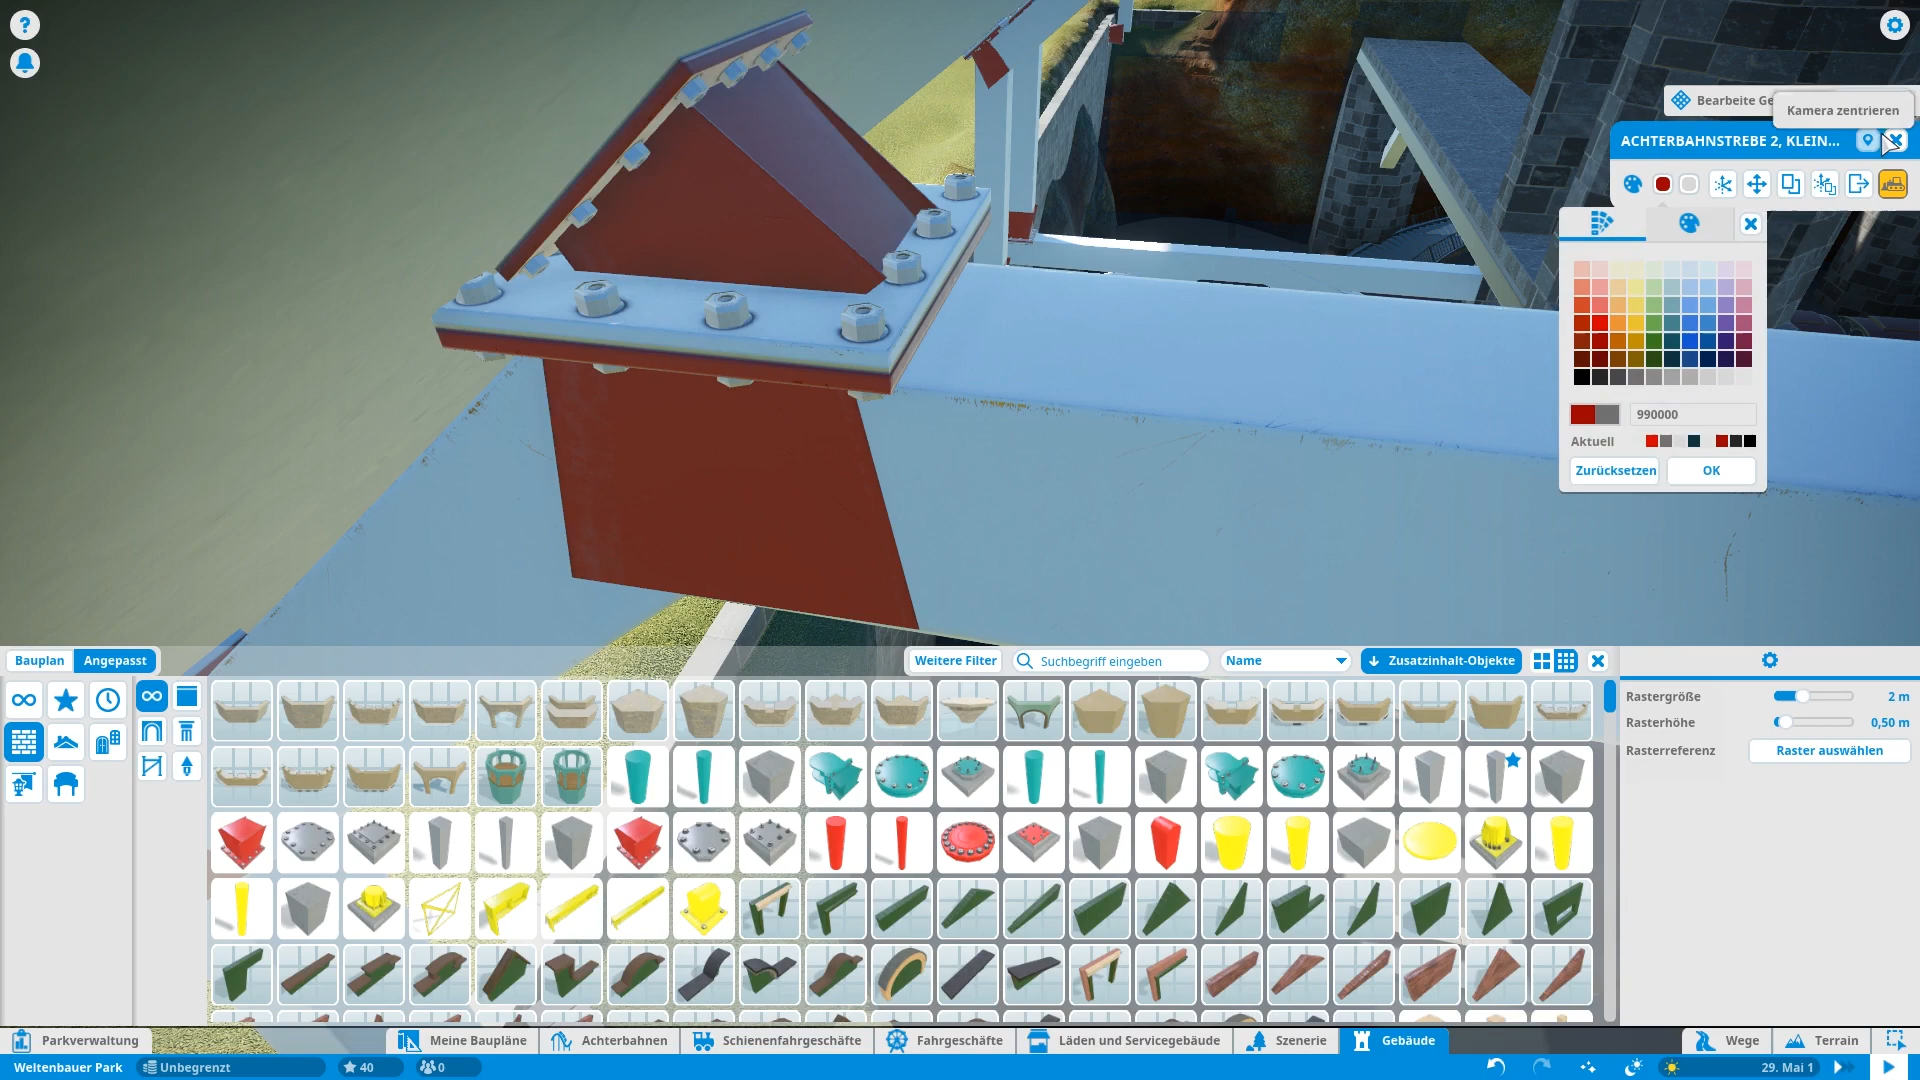 ?
Bearbeite Ge
Kamera zentrieren
ACHTERBAHNSTREBE 2, KLEIN...
990000
Aktuell
Zurücksetzen
OK
Bauplan
Angepasst
Weitere Filter
Suchbegriff eingeben
Name
Zusatzinhalt-Objekte
Rastergröße
2 m
Rasterhöhe
0,50 m
Rasterreferenz
Raster auswählen
Parkverwaltung
Meine Baupläne
Achterbahnen
Schienenfahrgeschäfte
Fahrgeschäfte
Läden und Servicegebäude
Szenerie
Gebäude
Wege
Terrain
Weltenbauer Park
Unbegrenzt
40
0
29. Mai 1